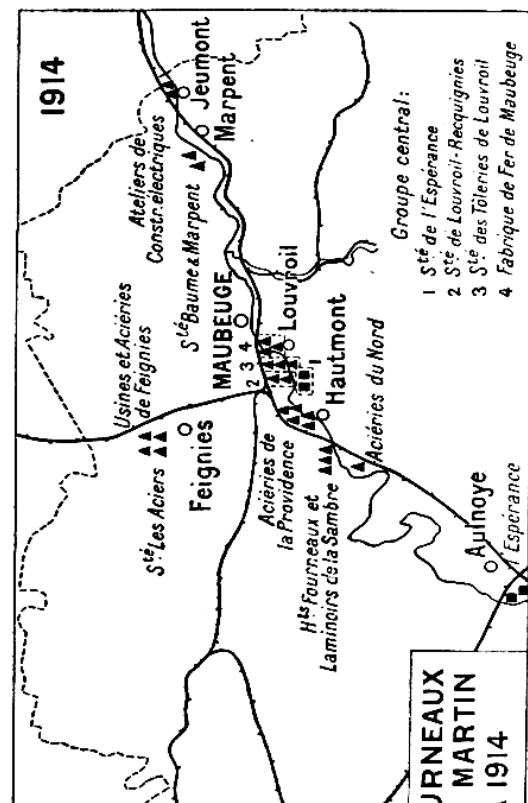 1914
Ateliers de
Constr. électriques
Jeumont
Marpent
Sté Baume & Marpent
Usines et Aciéries
de Feignies
MAUBEUGE
2 3 4
Louvroil
1
Sté Les Aciers
Feignies
Aciéries de
la Providence
Hautmont
Hts Fourneaux et
Laminoirs de la Sambre
Aciéries du Nord
Aulnoye
l'Espérance
Groupe central :
1 Sté de l'Espérance
2 Sté de Louvroil-Recquignies
3 Sté des Tôleries de Louvroil
4 Fabrique de Fer de Maubeuge
URNEAUX
MARTIN
1914